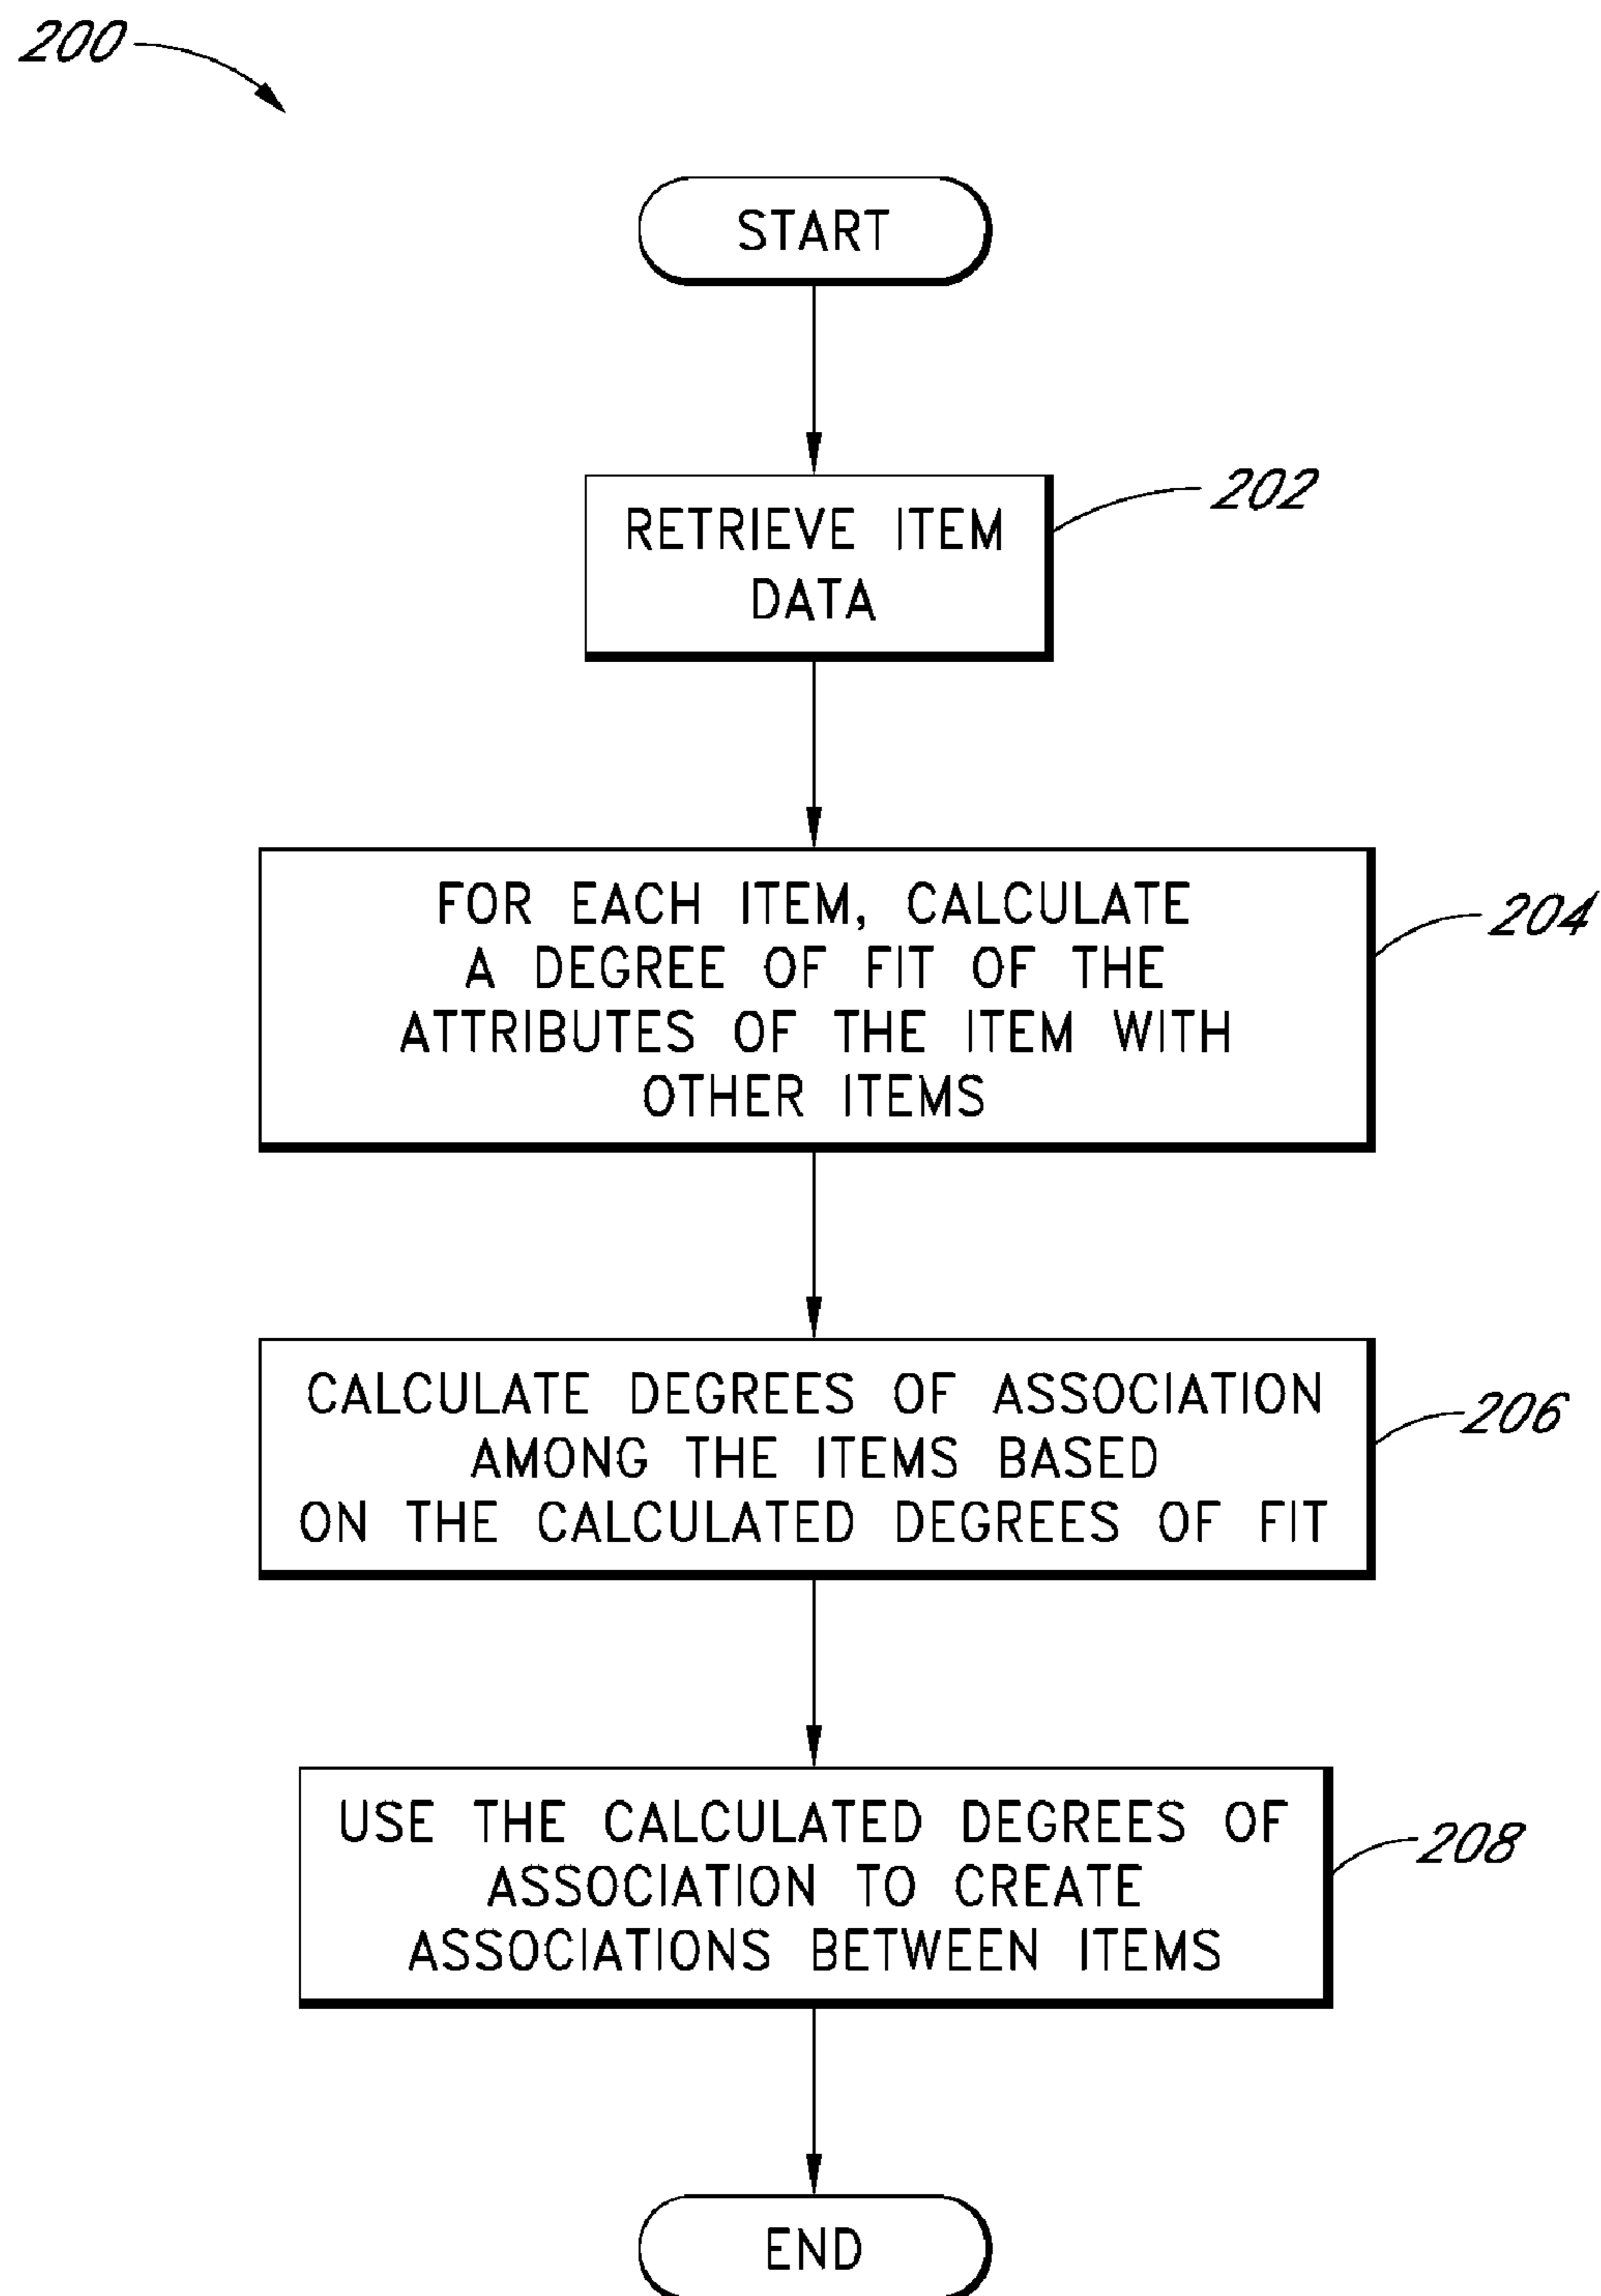 200
START
RETRIEVE ITEM
DATA
202
FOR EACH ITEM, CALCULATE
A DEGREE OF FIT OF THE
ATTRIBUTES OF THE ITEM WITH
OTHER ITEMS
204
CALCULATE DEGREES OF ASSOCIATION
AMONG THE ITEMS BASED
ON THE CALCULATED DEGREES OF FIT
206
USE THE CALCULATED DEGREES OF
ASSOCIATION TO CREATE
ASSOCIATIONS BETWEEN ITEMS
208
END